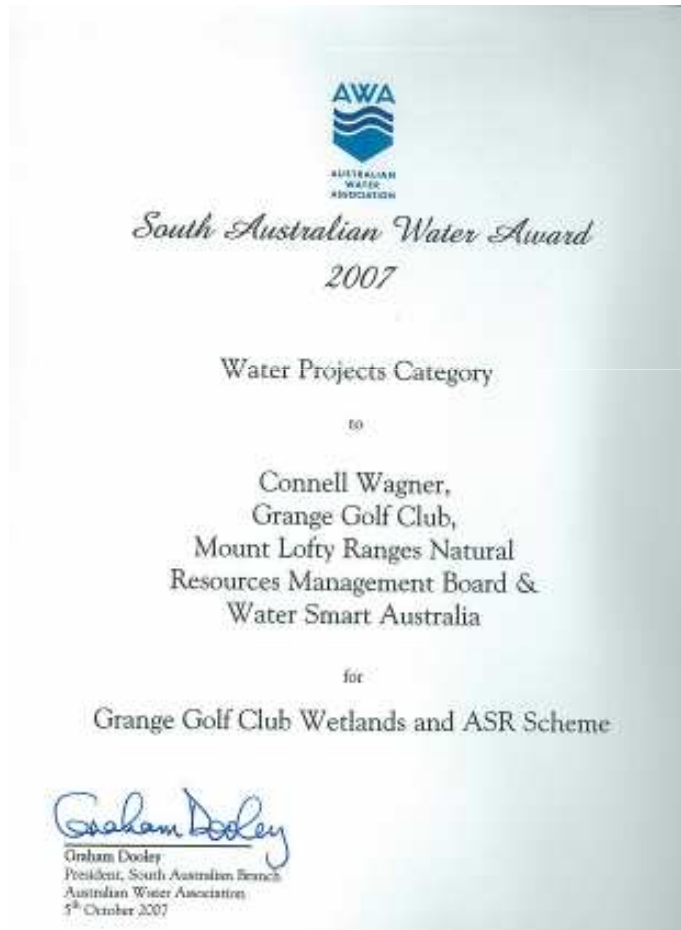 AWA
AUSTRALIAN
WATER
ASSOCIATION
South Australian Water Award
2007
Water Projects Category
to
Connell Wagner,
Grange Golf Club,
Mount Lofty Ranges Natural
Resources Management Board &
Water Smart Australia
for
Grange Golf Club Wetlands and ASR Scheme
Graham Dooley
Graham Dooley
President, South Australian Branch
Australian Water Association
5th October 2007